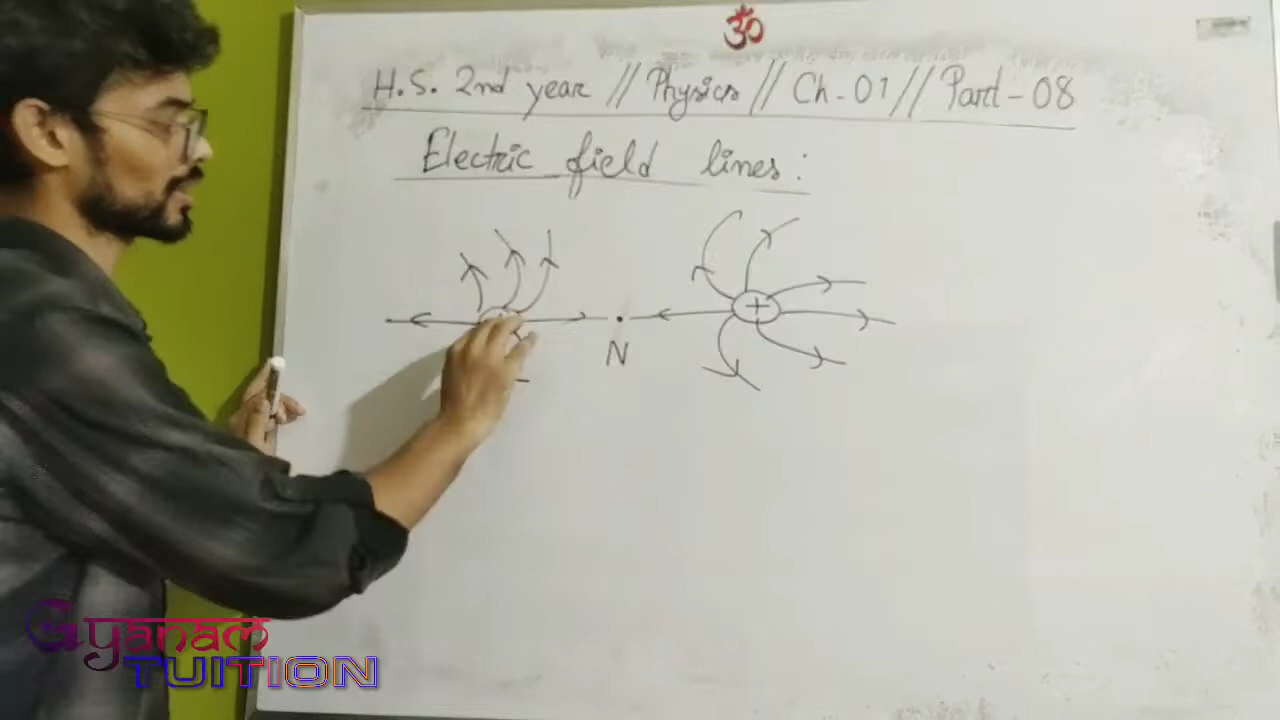 ॐ
H.S. 2nd year // Physics // Ch-01 // Part-08
Electric field lines:
+
N
Gyanam
TUITION